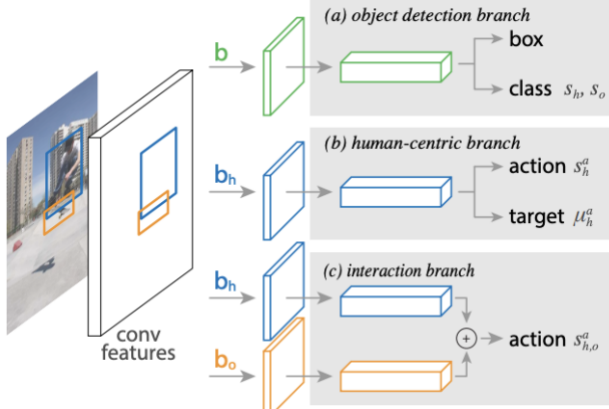 (a) object detection branch
b
box
class s_h, s_o
(b) human-centric branch
b_h
action s_h^a
target μ_h^a
(c) interaction branch
b_h
+
action s_{h,o}^a
b_o
conv
features